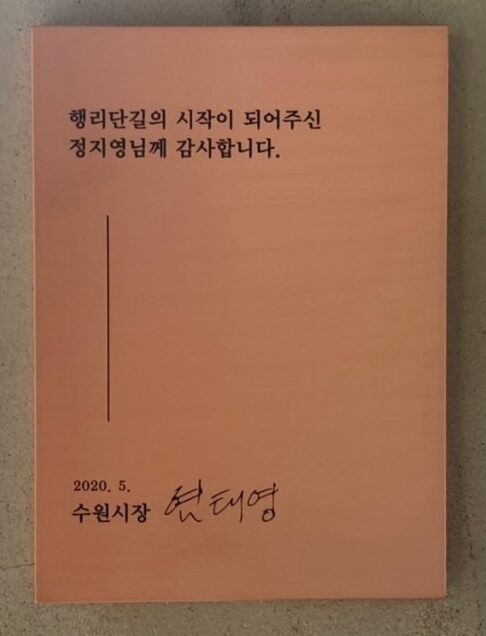 행리단길의 시작이 되어주신
정지영님께 감사합니다.
2020. 5.
수원시장 염태영